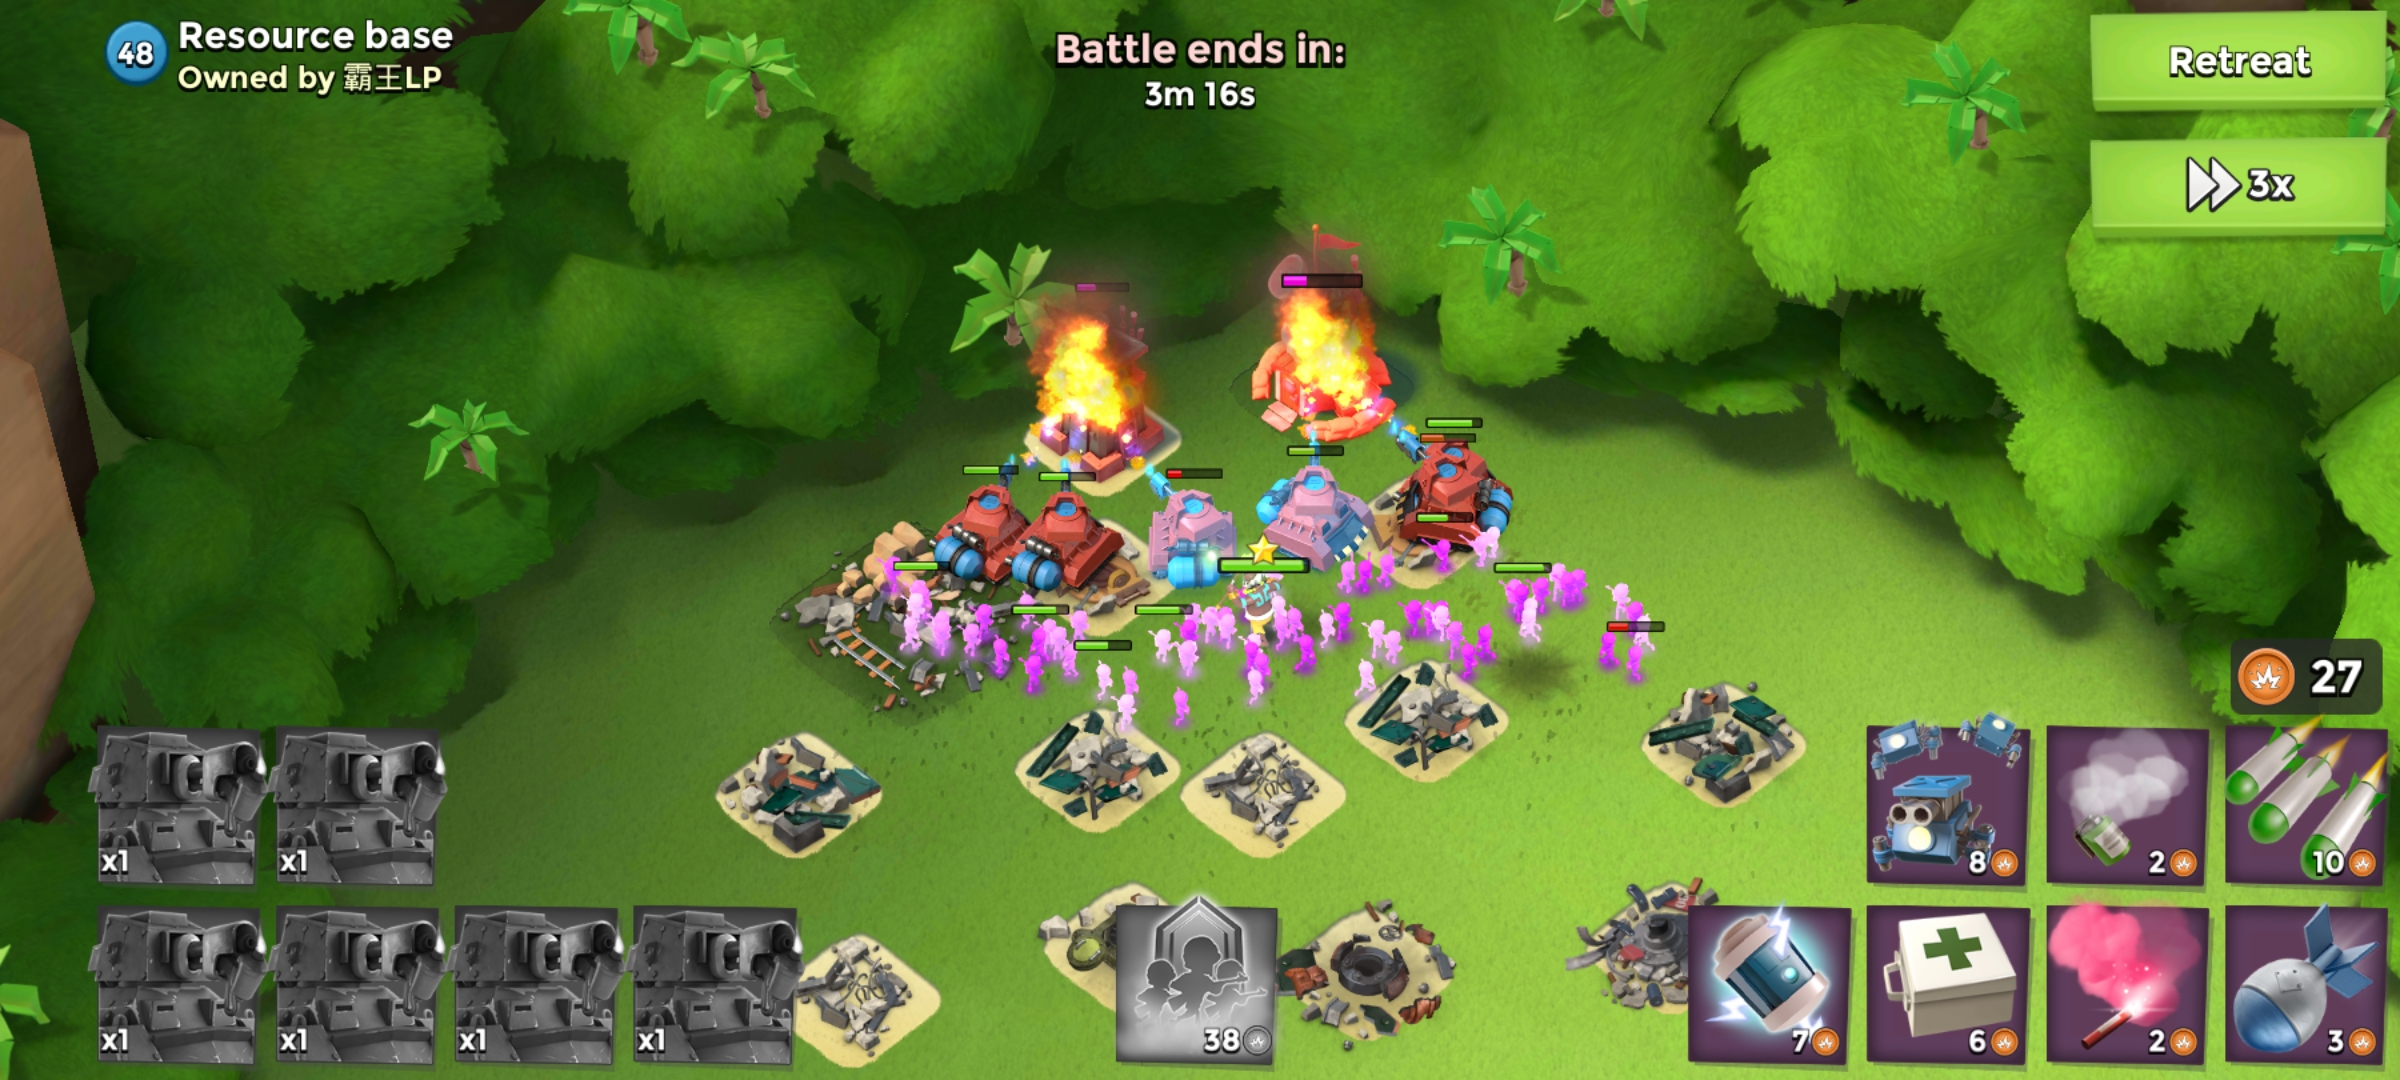 48
Resource base
Owned by 霸王LP
Battle ends in:
3m 16s
Retreat
3x
27
x1
x1
8
2
10
x1
x1
x1
x1
38
7
6
2
3